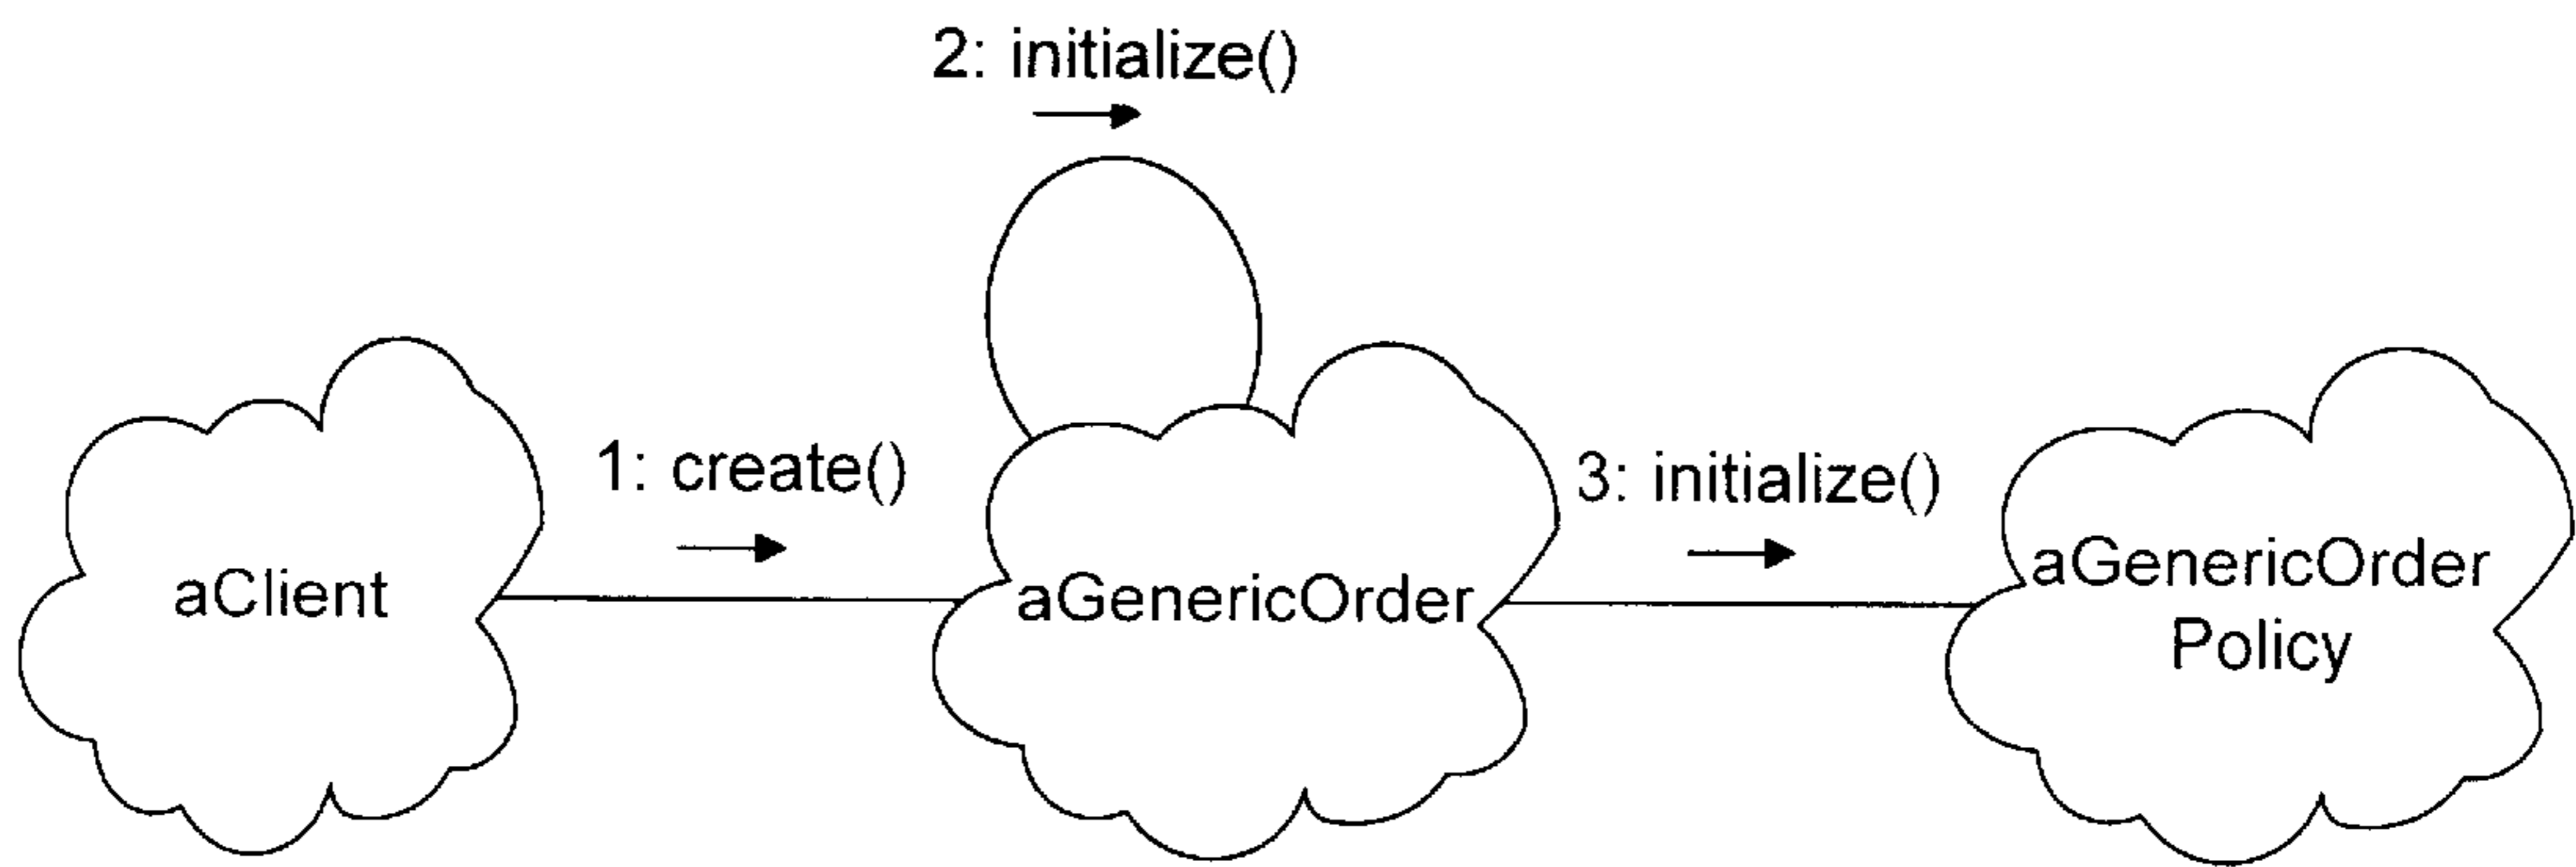 2: initialize()
1: create()
3: initialize()
aClient
aGenericOrder
aGenericOrder
Policy